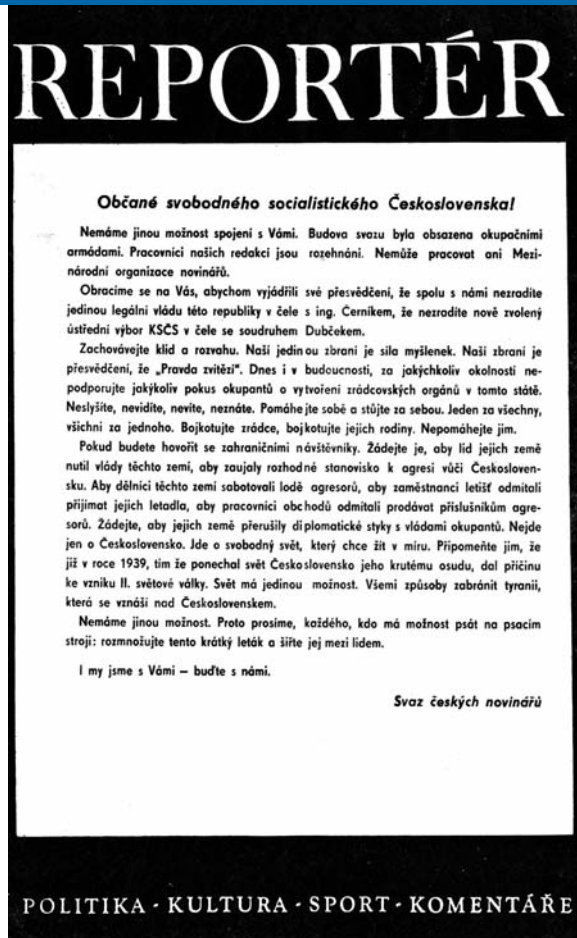 REPORTÉR
Občané svobodného socialistického Československa!
Nemáme jinou možnost spojení s Vámi. Budova svazu byla obsazena okupačními
armádami. Pracovníci našich redakcí jsou rozehnáni. Nemůže pracovat ani Mezi-
národní organizace novinářů.
Obracíme se na Vás, abychom vyjádřili své přesvědčení, že spolu s námi nezradíte
jedinou legální vládu této republiky v čele s ing. Černíkem, že nezradíte nově zvolený
ústřední výbor KSČS v čele se soudruhem Dubčekem.
Zachovávejte klid a rozvahu. Naší jedinou zbraní je síla myšlenek. Naší zbraní je
přesvědčení, že „Pravda zvítězí“. Dnes i v budoucnosti, za jakýchkoliv okolností ne-
podporujte jakýkoliv pokus okupantů o vytvoření zrádcovských orgánů v tomto státě.
Neslyšíte, nevidíte, nevíte, neznáte. Pomáhejte sobě a stůjte za sebou. Jeden za všechny,
všichni za jednoho. Bojkotujte zrádce, bojkotujte jejich rodiny. Nepomáhejte jim.
Pokud budete hovořit se zahraničními návštěvníky. Žádejte je, aby lid jejich země
nutil vlády těchto zemí, aby zaujaly rozhodné stanovisko k agresi vůči Českosloven-
sku. Aby dělníci těchto zemí sabotovali lodě agresorů, aby zaměstnanci letišť odmítali
přijímat jejich letadla, aby pracovníci obchodů odmítali prodávat příslušníkům agre-
sorů. Žádejte, aby jejich země přerušily diplomatické styky s vládami okupantů. Nejde
jen o Československo. Jde o svobodný svět, který chce žít v míru. Připomeňte jim, že
již v roce 1939, tím že ponechal svět Československo jeho krutému osudu, dal příčinu
ke vzniku II. světové války. Svět má jedinou možnost. Všemi způsoby zabránit tyranii,
která se vznáší nad Československem.
Nemáme jinou možnost. Proto prosíme, každého, kdo má možnost psát na psacím
stroji: rozmnožujte tento krátký leták a šiřte jej mezi lidem.
I my jsme s Vámi – buďte s námi.
Svaz českých novinářů
POLITIKA · KULTURA · SPORT · KOMENTÁŘE